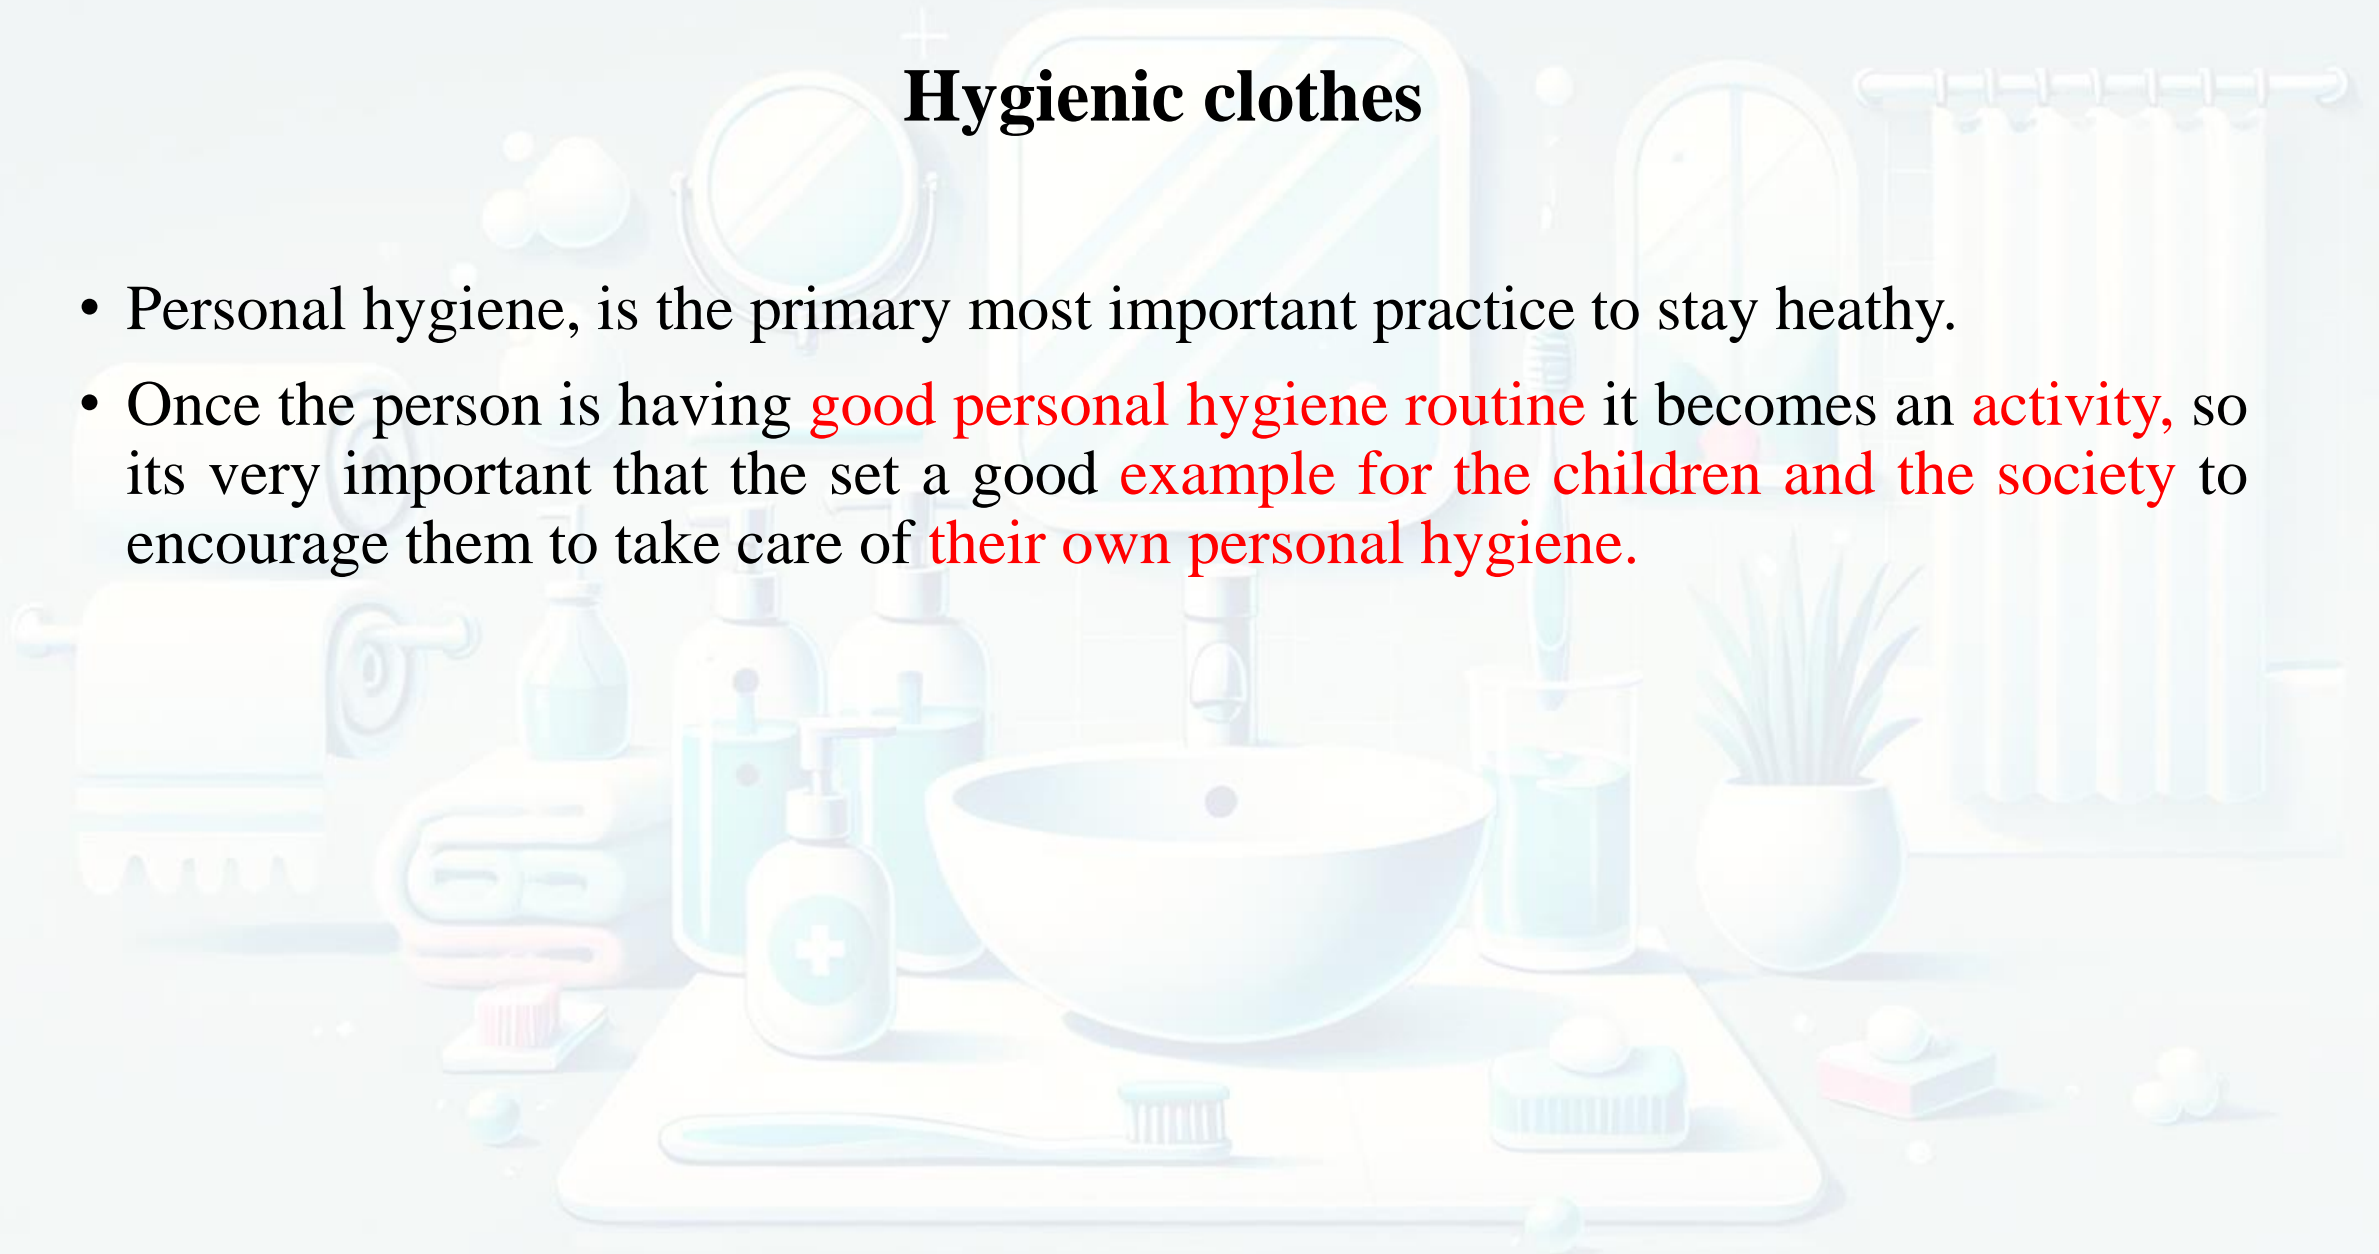 Hygienic clothes
• Personal hygiene, is the primary most important practice to stay heathy.
• Once the person is having good personal hygiene routine it becomes an activity, so
its very important that the set a good example for the children and the society to
encourage them to take care of their own personal hygiene.